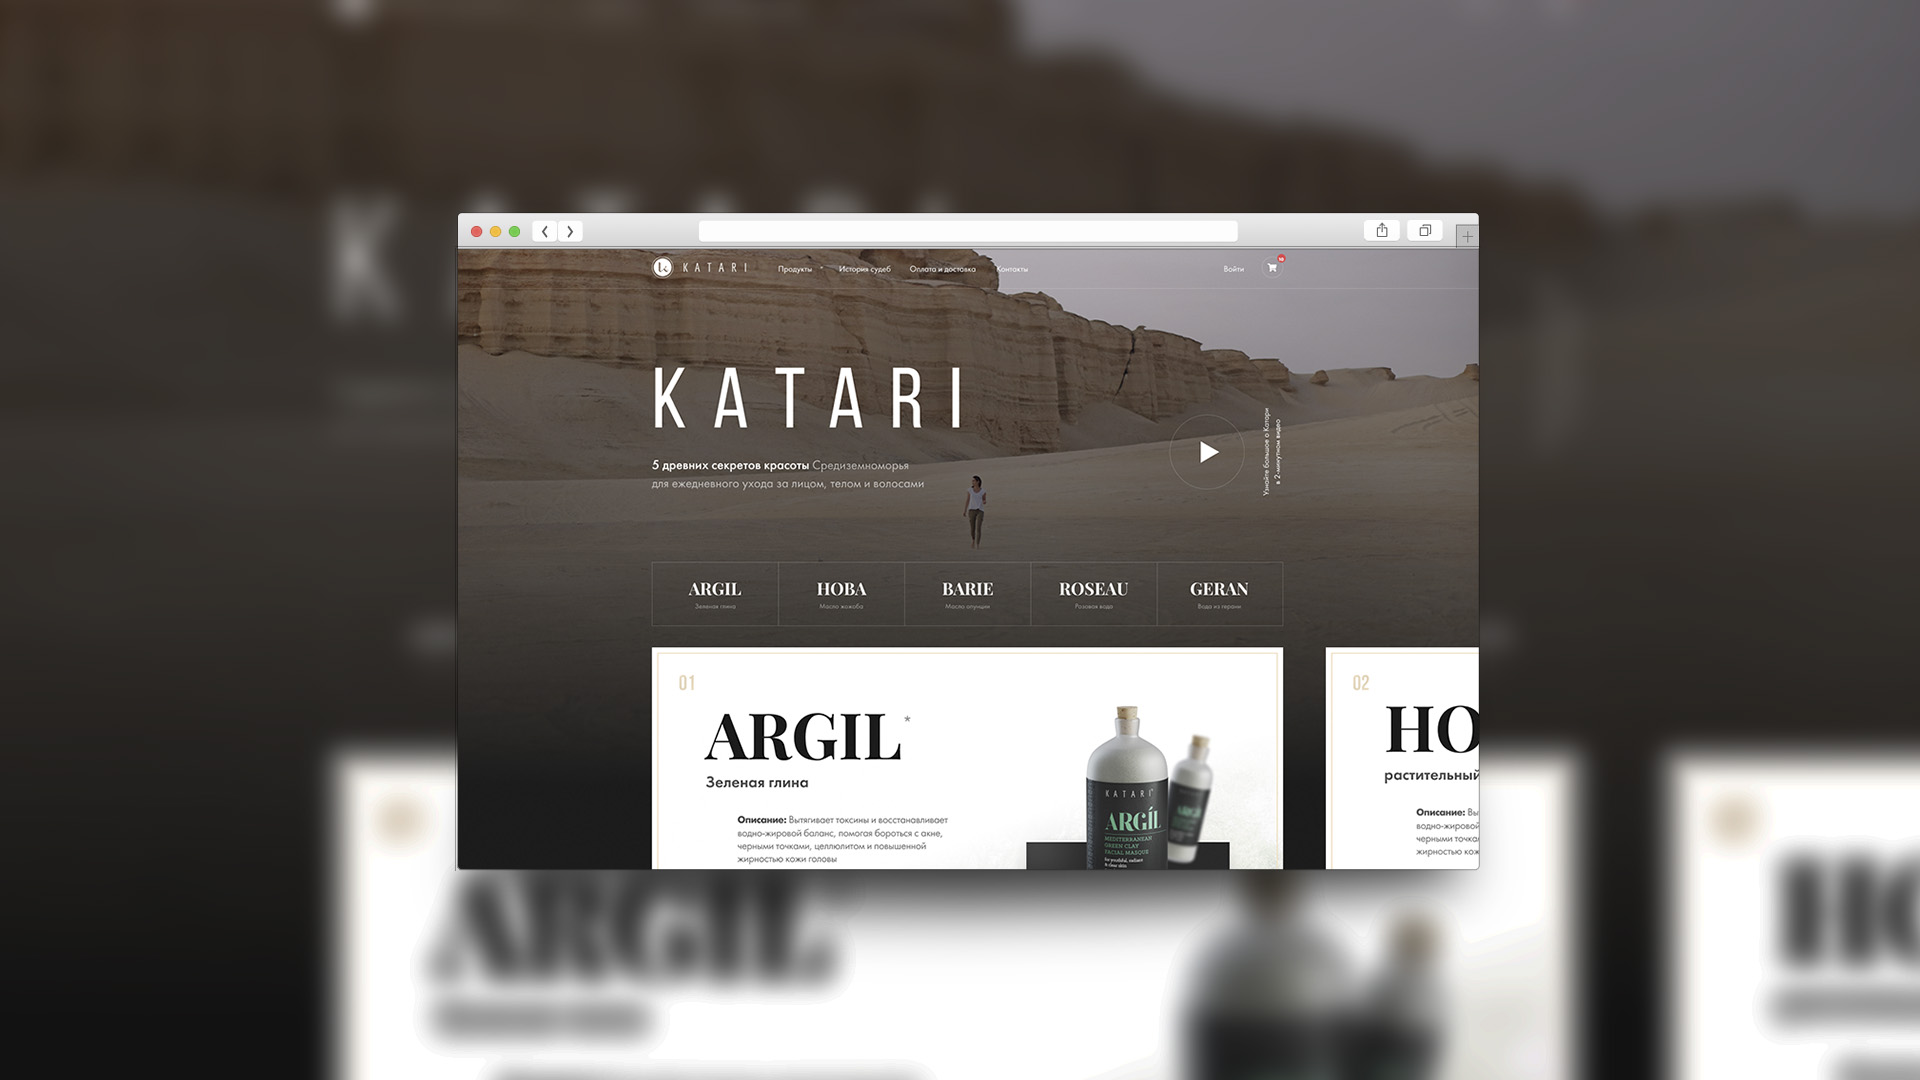 KATARI
Продукты История судеб Оплата и доставка Контакты Войти
KATARI
5 древних секретов красоты Средиземноморья
для ежедневного ухода за лицом, телом и волосами
Узнайте больше о Катари
в 2-минутном видео
ARGIL HOBA BARIE ROSEAU GERAN
Зеленая глина Масло жожоба Масло опунции Розовая вода Вода из герани
01
ARGIL*
Зеленая глина
Описание: Вытягивает токсины и восстанавливает
водно-жировой баланс, помогая бороться с акне,
черными точками, целлюлитом и повышенной
жирностью кожи головы
KATARI
ARGÍL
MEDITERRANEAN
GREEN CLAY
FACIAL MASQUE
for youthful, radiant
& clear skin
02
HO
растительный
Описание: Вы
водно-жировой
черными точка
жирностью кож